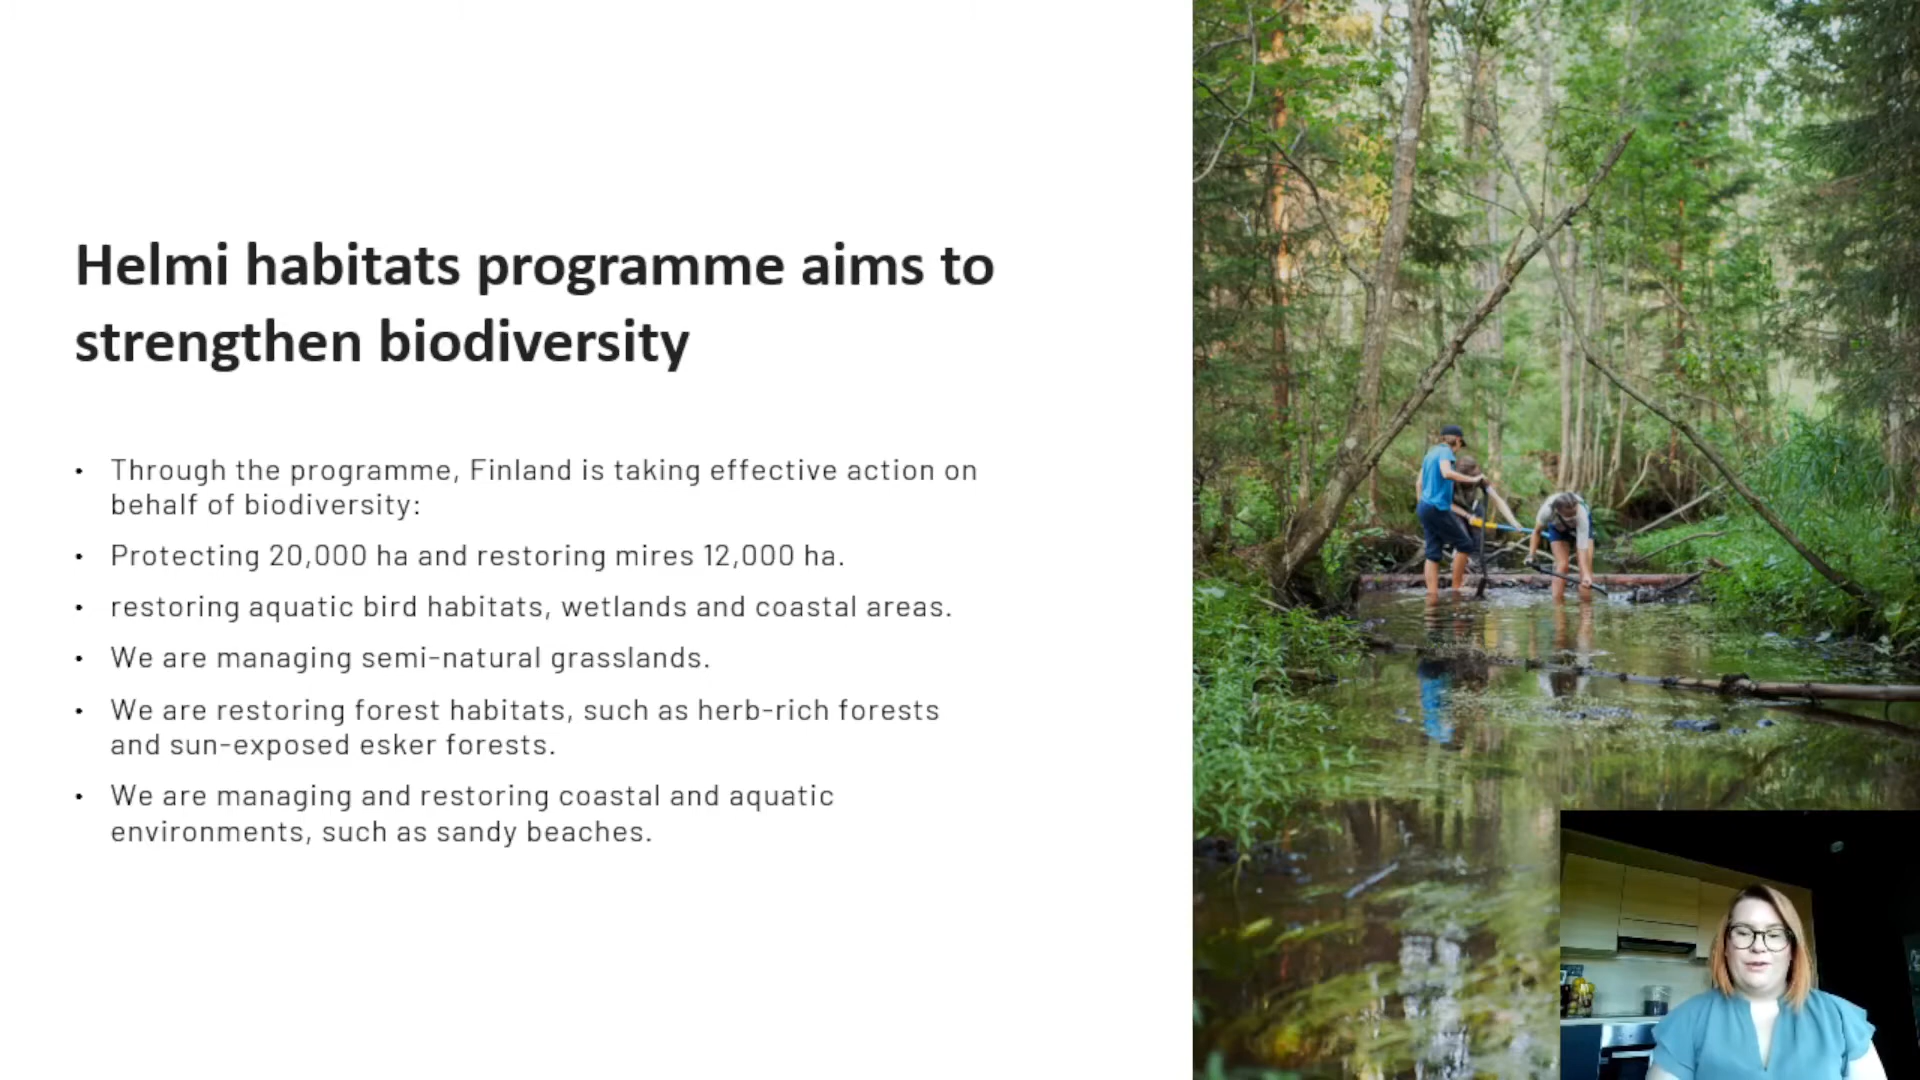 Helmi habitats programme aims to
strengthen biodiversity
• Through the programme, Finland is taking effective action on
behalf of biodiversity:
• Protecting 20,000 ha and restoring mires 12,000 ha.
• restoring aquatic bird habitats, wetlands and coastal areas.
• We are managing semi-natural grasslands.
• We are restoring forest habitats, such as herb-rich forests
and sun-exposed esker forests.
• We are managing and restoring coastal and aquatic
environments, such as sandy beaches.